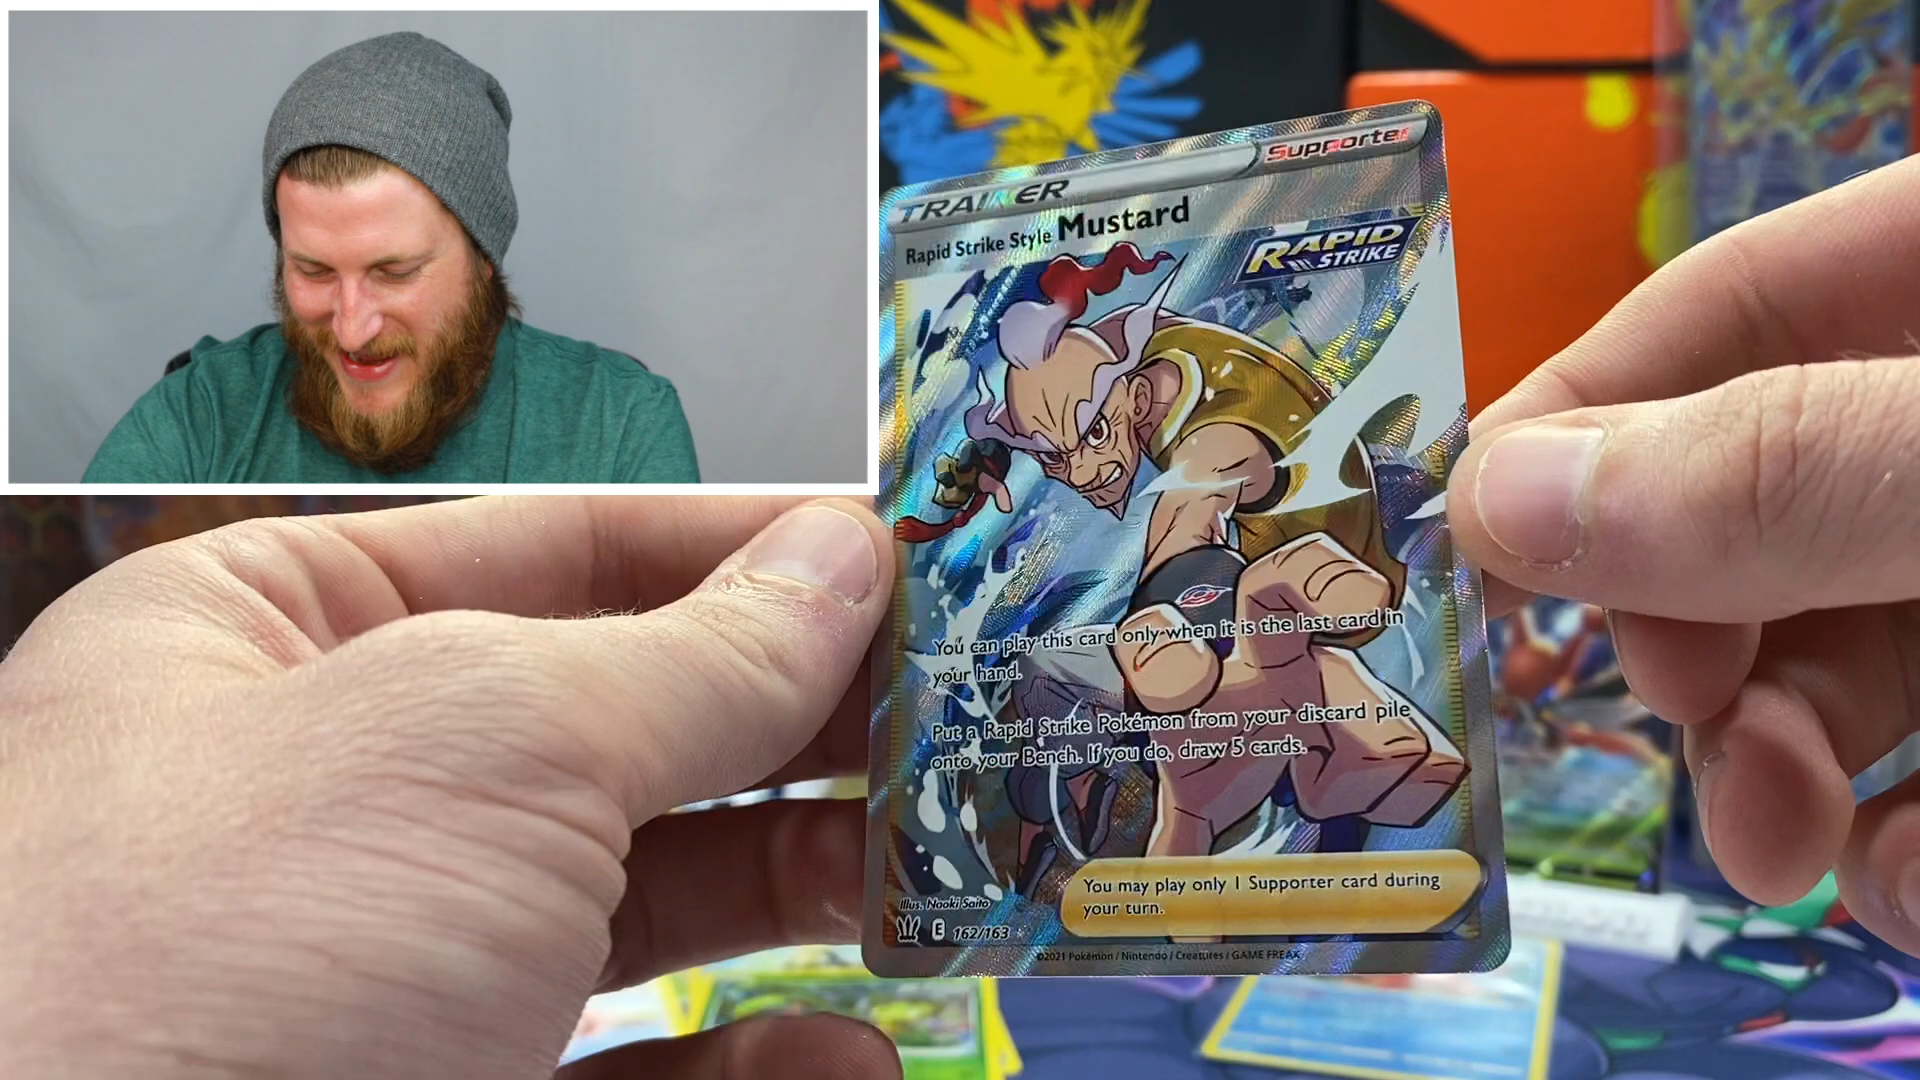 TRAINER
Supporter
Rapid Strike Style Mustard
RAPID
STRIKE
You can play this card only when it is the last card in
your hand.
Put a Rapid Strike Pokémon from your discard pile
onto your Bench. If you do, draw 5 cards.
You may play only 1 Supporter card during
your turn.
Illus. Naoki Saito
E 162/163
©2021 Pokémon / Nintendo / Creatures / GAME FREAK